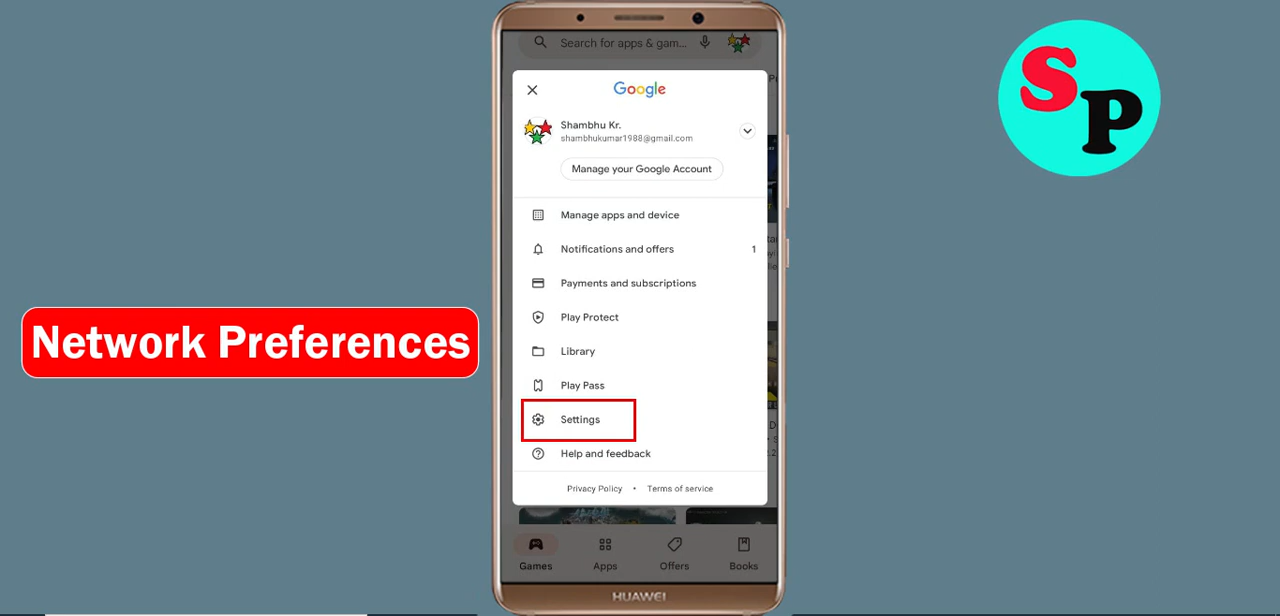 Search for apps & gam...
Google
Shambhu Kr.
shambhukumar1988@gmail.com
Manage your Google Account
Manage apps and device
Notifications and offers 1
Payments and subscriptions
Play Protect
Network Preferences
Library
Play Pass
Settings
Help and feedback
Privacy Policy • Terms of service
Games Apps Offers Books
HUAWEI
SP